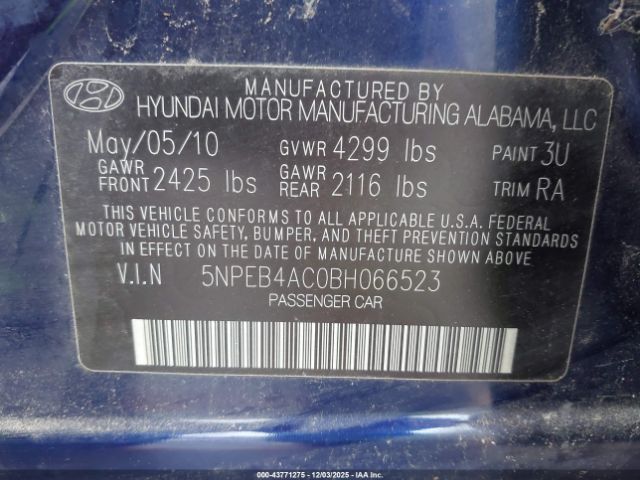 MANUFACTURED BY
HYUNDAI MOTOR MANUFACTURING ALABAMA, LLC
May/05/10 GVWR 4299 lbs PAINT 3U
GAWR FRONT 2425 lbs GAWR REAR 2116 lbs TRIM RA
THIS VEHICLE CONFORMS TO ALL APPLICABLE U.S.A. FEDERAL
MOTOR VEHICLE SAFETY, BUMPER, AND THEFT PREVENTION
STANDARDS IN EFFECT ON THE DATE OF MANUFACTURE SHOWN ABOVE.
V.I.N 5NPEB4AC0BH066523
PASSENGER CAR
000-43771275 - 12/03/2025 - IAA Inc.